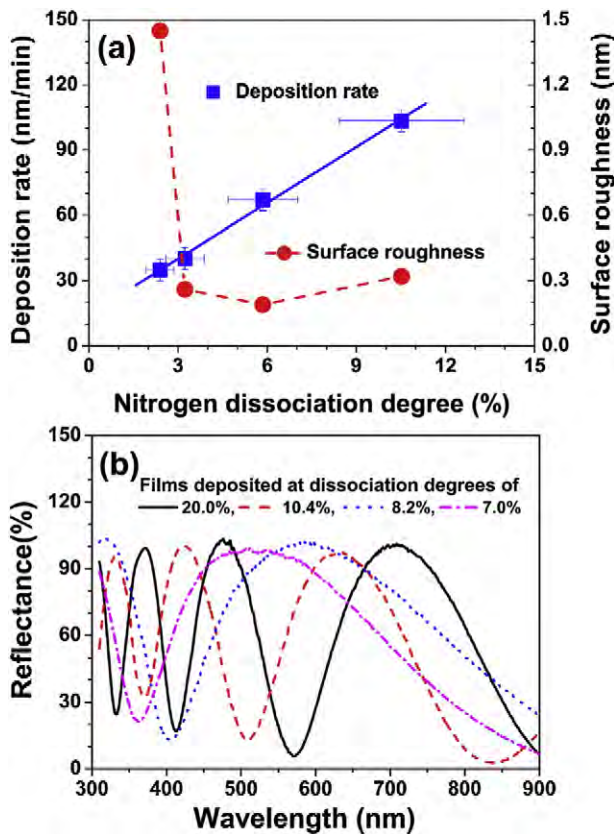 (a)
Deposition rate
Surface roughness
150
120
90
60
30
0
Deposition rate (nm/min)
1.5
1.2
0.9
0.6
0.3
0.0
Surface roughness (nm)
0 3 6 9 12 15
Nitrogen dissociation degree (%)
(b)
Films deposited at dissociation degrees of
20.0%, 10.4%, 8.2%, 7.0%
150
120
90
60
30
0
Reflectance(%)
300 400 500 600 700 800 900
Wavelength (nm)